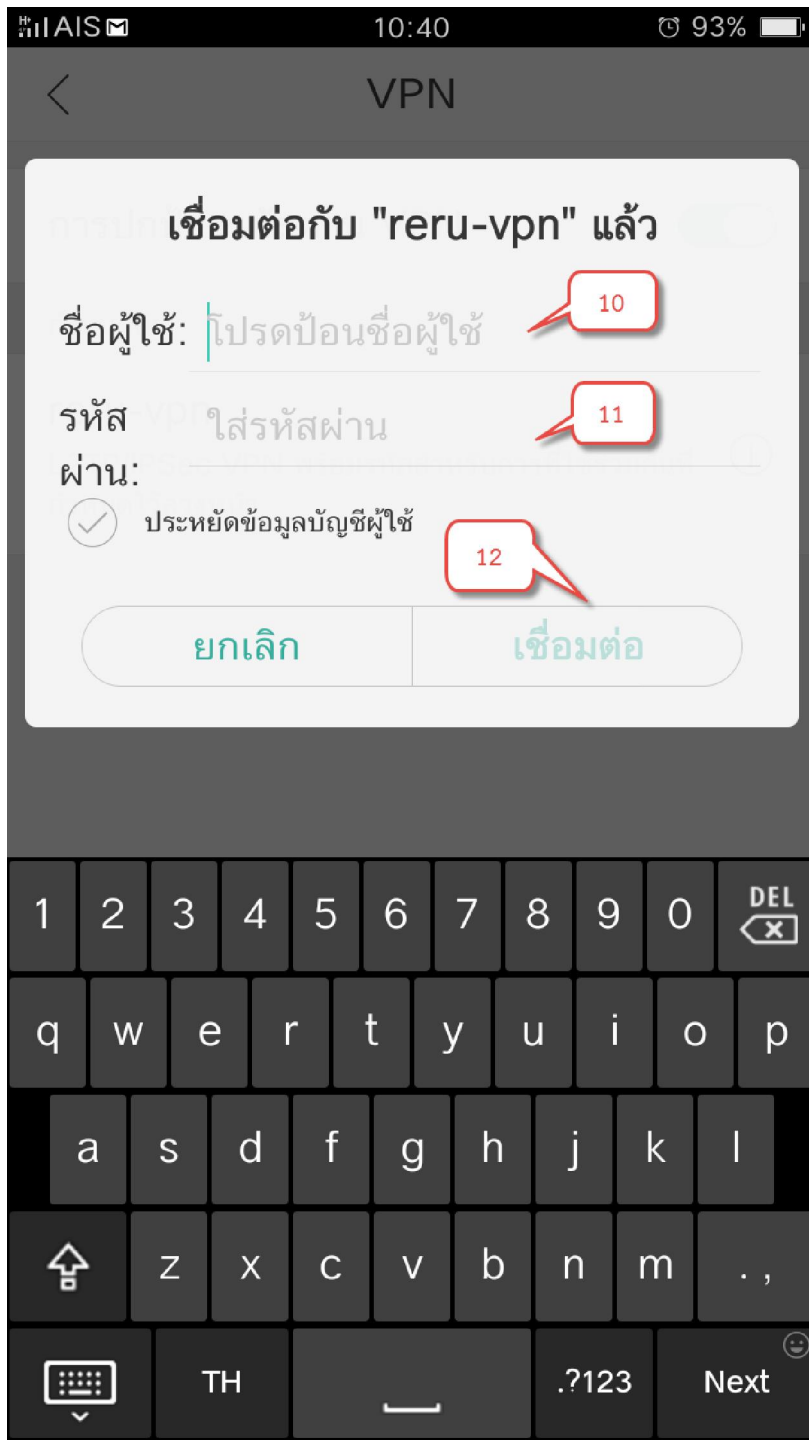 AIS 10:40 93%
VPN
เชื่อมต่อกับ "reru-vpn" แล้ว
ชื่อผู้ใช้: โปรดป้อนชื่อผู้ใช้
10
รหัส
ผ่าน: ใส่รหัสผ่าน
11
ประหยัดข้อมูลบัญชีผู้ใช้
12
ยกเลิก เชื่อมต่อ
1 2 3 4 5 6 7 8 9 0 DEL
q w e r t y u i o p
a s d f g h j k l
z x c v b n m . ,
TH .?123 Next